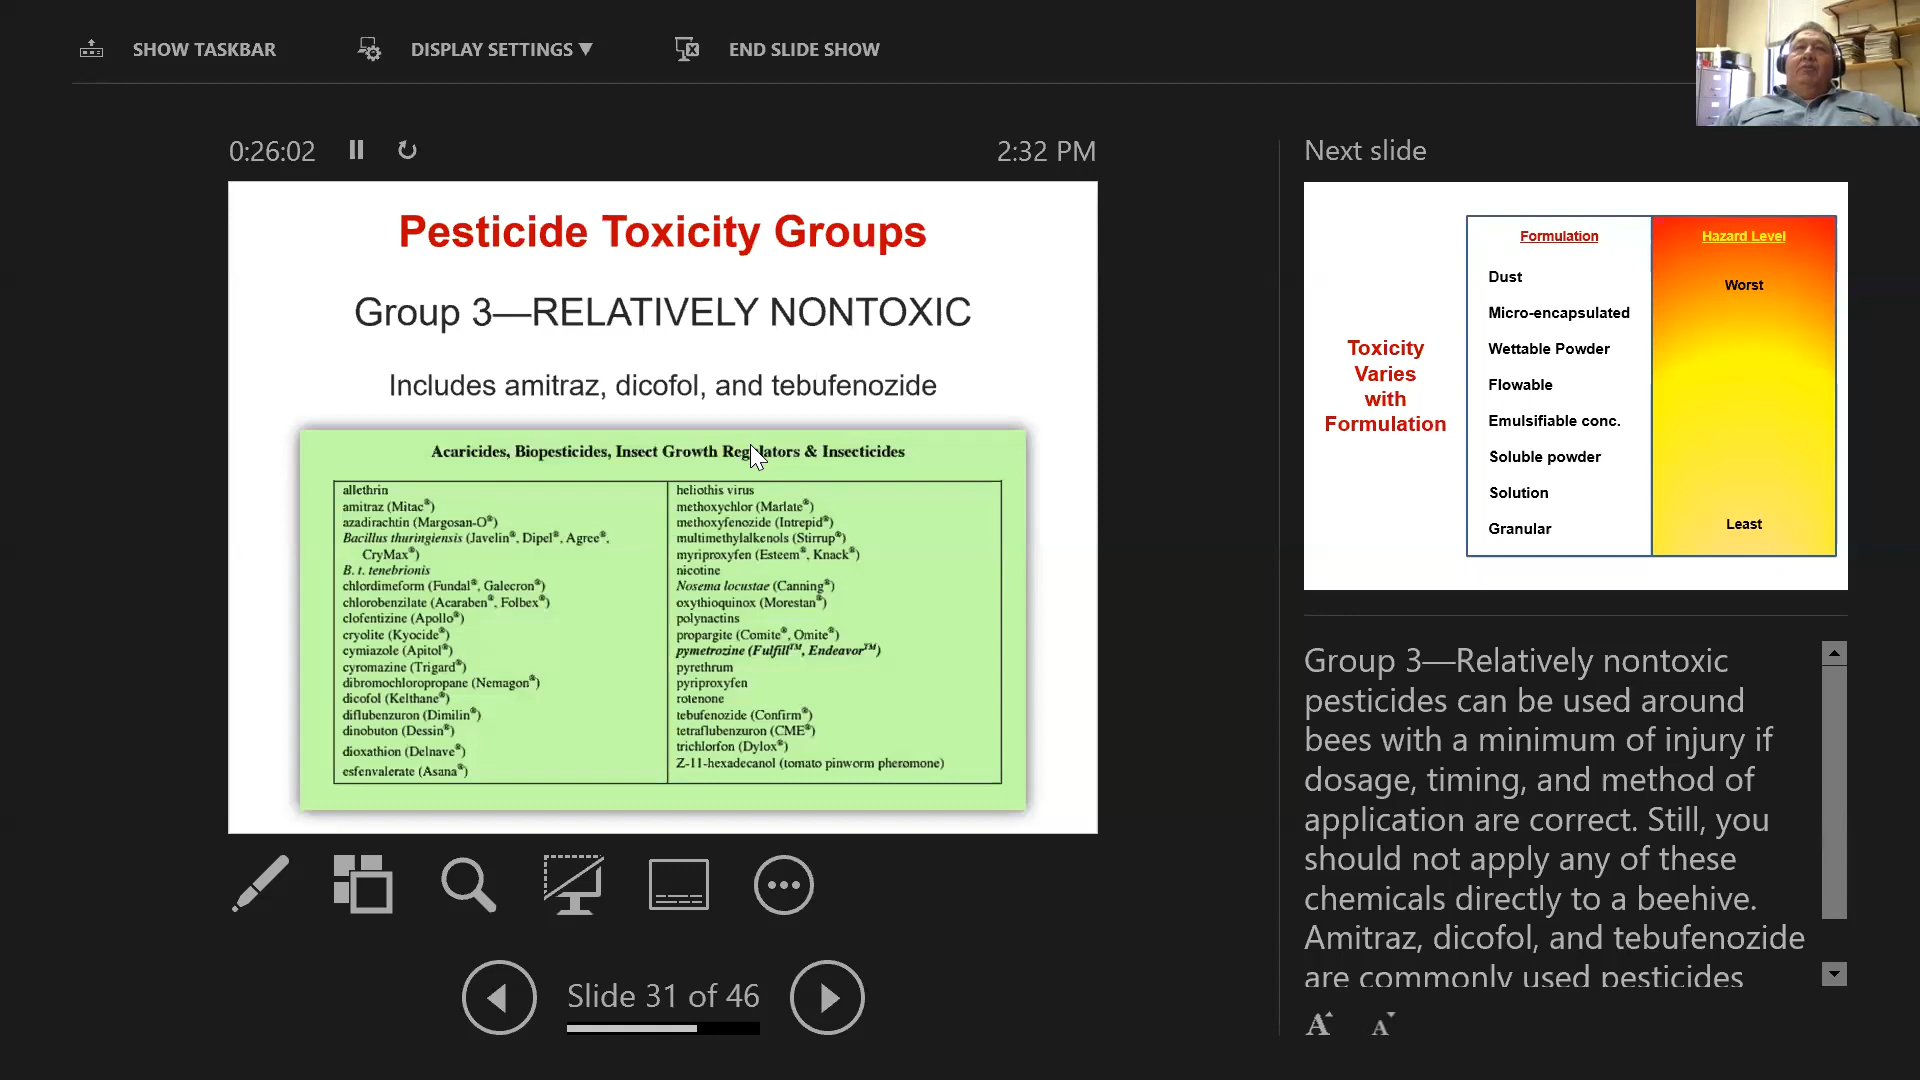 SHOW TASKBAR
DISPLAY SETTINGS ▼
END SLIDE SHOW
0:26:02
2:32 PM
Pesticide Toxicity Groups
Group 3—RELATIVELY NONTOXIC
Includes amitraz, dicofol, and tebufenozide
Acaricides, Biopesticides, Insect Growth Regulators & Insecticides
allethrin
amitraz (Mitac®)
azadirachtin (Margosan-O®)
Bacillus thuringiensis (Javelin®, Dipel®, Agree®,
CryMax®)
B. t. tenebrionis
chlordimeform (Fundal®, Galecron®)
chlorobenzilate (Acaraben®, Folbex®)
clofentizine (Apollo®)
cryolite (Kyocide®)
cymiazole (Apitol®)
cyromazine (Trigard®)
dibromochloropropane (Nemagon®)
dicofol (Kelthane®)
diflubenzuron (Dimilin®)
dinobuton (Dessin®)
dioxathion (Delnave®)
esfenvalerate (Asana®)
heliothis virus
methoxychlor (Marlate®)
methoxyfenozide (Intrepid®)
multimethylalkenols (Stirrup®)
myriproxyfen (Esteem®, Knack®)
nicotine
Nosema locustae (Canning®)
oxythioquinox (Morestan®)
polynactins
propargite (Comite®, Omite®)
pymetrozine (Fulfill™, Endeavor™)
pyrethrum
pyriproxyfen
rotenone
tebufenozide (Confirm®)
tetraflubenzuron (CME®)
trichlorfon (Dylox®)
Z-11-hexadecanol (tomato pinworm pheromone)
Slide 31 of 46
Next slide
Toxicity
Varies
with
Formulation
Formulation
Dust
Micro-encapsulated
Wettable Powder
Flowable
Emulsifiable conc.
Soluble powder
Solution
Granular
Hazard Level
Worst
Least
Group 3—Relatively nontoxic
pesticides can be used around
bees with a minimum of injury if
dosage, timing, and method of
application are correct. Still, you
should not apply any of these
chemicals directly to a beehive.
Amitraz, dicofol, and tebufenozide
are commonly used pesticides
A A